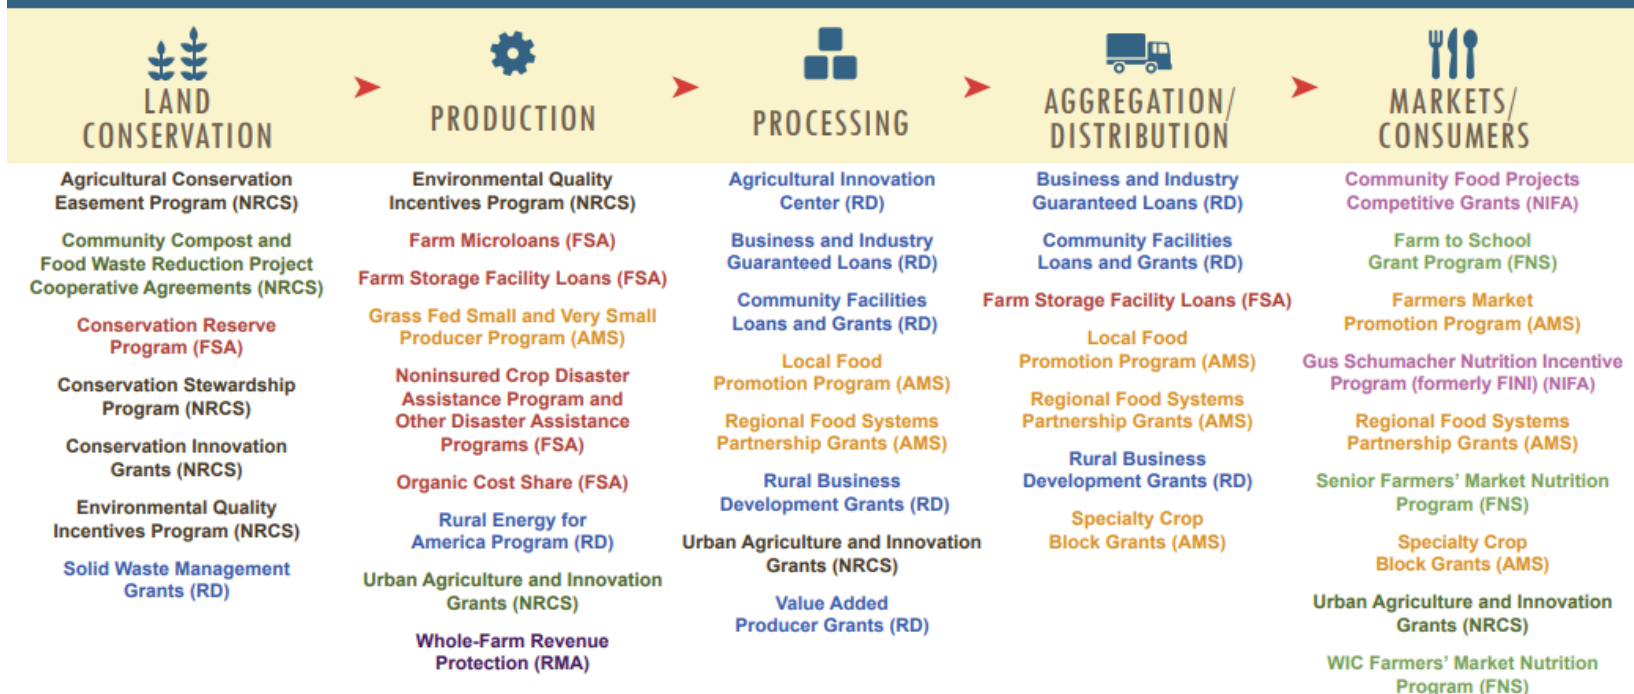 LAND
CONSERVATION
Agricultural Conservation
Easement Program (NRCS)
Community Compost and
Food Waste Reduction Project
Cooperative Agreements (NRCS)
Conservation Reserve
Program (FSA)
Conservation Stewardship
Program (NRCS)
Conservation Innovation
Grants (NRCS)
Environmental Quality
Incentives Program (NRCS)
Solid Waste Management
Grants (RD)
PRODUCTION
Environmental Quality
Incentives Program (NRCS)
Farm Microloans (FSA)
Farm Storage Facility Loans (FSA)
Grass Fed Small and Very Small
Producer Program (AMS)
Noninsured Crop Disaster
Assistance Program and
Other Disaster Assistance
Programs (FSA)
Organic Cost Share (FSA)
Rural Energy for
America Program (RD)
Urban Agriculture and Innovation
Grants (NRCS)
Whole-Farm Revenue
Protection (RMA)
PROCESSING
Agricultural Innovation
Center (RD)
Business and Industry
Guaranteed Loans (RD)
Community Facilities
Loans and Grants (RD)
Local Food
Promotion Program (AMS)
Regional Food Systems
Partnership Grants (AMS)
Rural Business
Development Grants (RD)
Urban Agriculture and Innovation
Grants (NRCS)
Value Added
Producer Grants (RD)
AGGREGATION/
DISTRIBUTION
Business and Industry
Guaranteed Loans (RD)
Community Facilities
Loans and Grants (RD)
Farm Storage Facility Loans (FSA)
Local Food
Promotion Program (AMS)
Regional Food Systems
Partnership Grants (AMS)
Rural Business
Development Grants (RD)
Specialty Crop
Block Grants (AMS)
MARKETS/
CONSUMERS
Community Food Projects
Competitive Grants (NIFA)
Farm to School
Grant Program (FNS)
Farmers Market
Promotion Program (AMS)
Gus Schumacher Nutrition Incentive
Program (formerly FINI) (NIFA)
Regional Food Systems
Partnership Grants (AMS)
Senior Farmers' Market Nutrition
Program (FNS)
Specialty Crop
Block Grants (AMS)
Urban Agriculture and Innovation
Grants (NRCS)
WIC Farmers' Market Nutrition
Program (FNS)